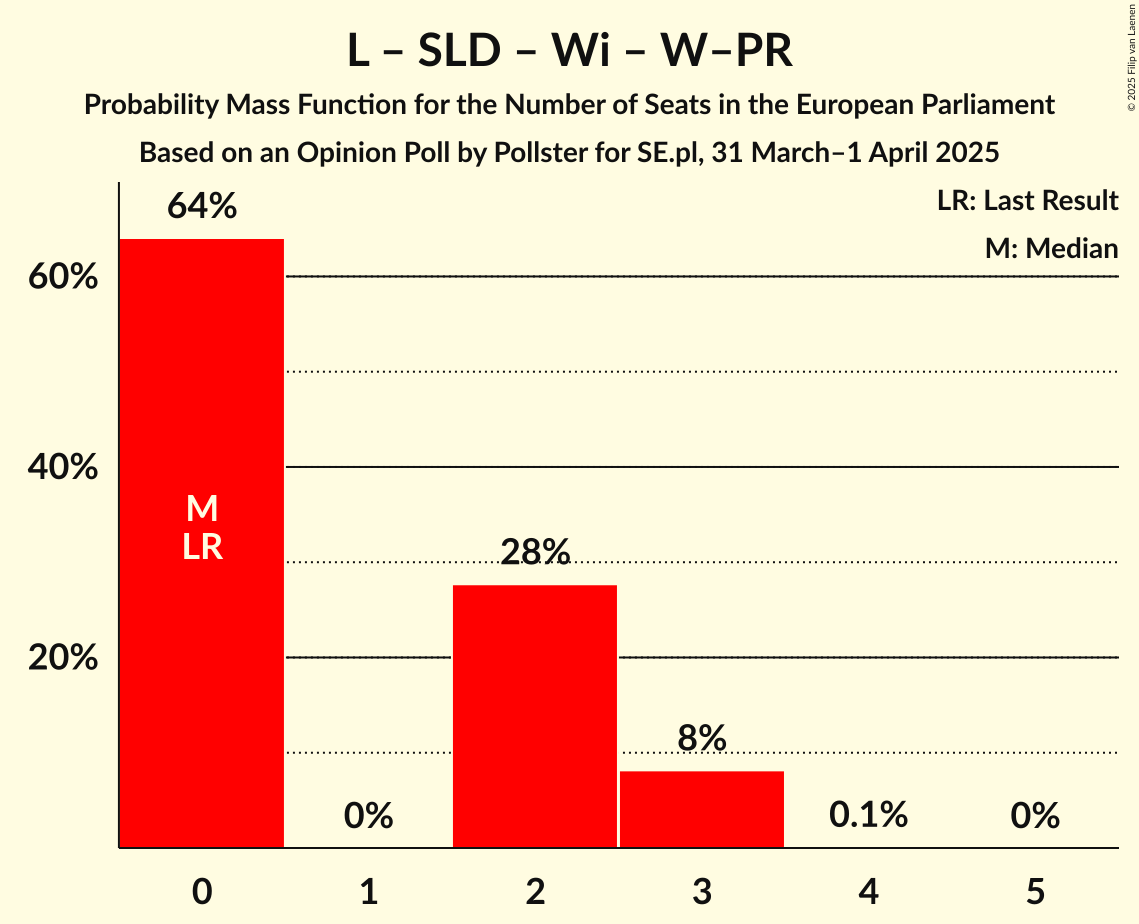 L – SLD – Wi – W–PR
Probability Mass Function for the Number of Seats in the European Parliament
Based on an Opinion Poll by Pollster for SE.pl, 31 March–1 April 2025
© 2025 Filip van Laenen
LR: Last Result
M: Median
64%
60%
40%
20%
M
LR
28%
8%
0%
0.1%
0%
0
1
2
3
4
5